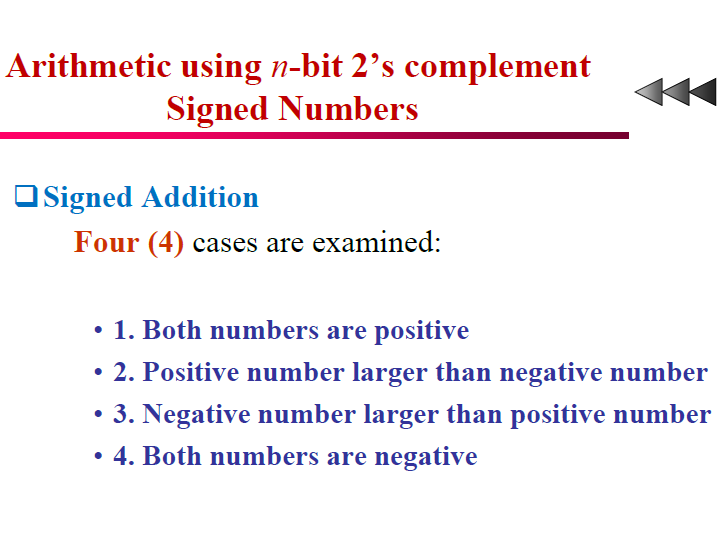 Arithmetic using n-bit 2’s complement
Signed Numbers
❑Signed Addition
Four (4) cases are examined:
• 1. Both numbers are positive
• 2. Positive number larger than negative number
• 3. Negative number larger than positive number
• 4. Both numbers are negative